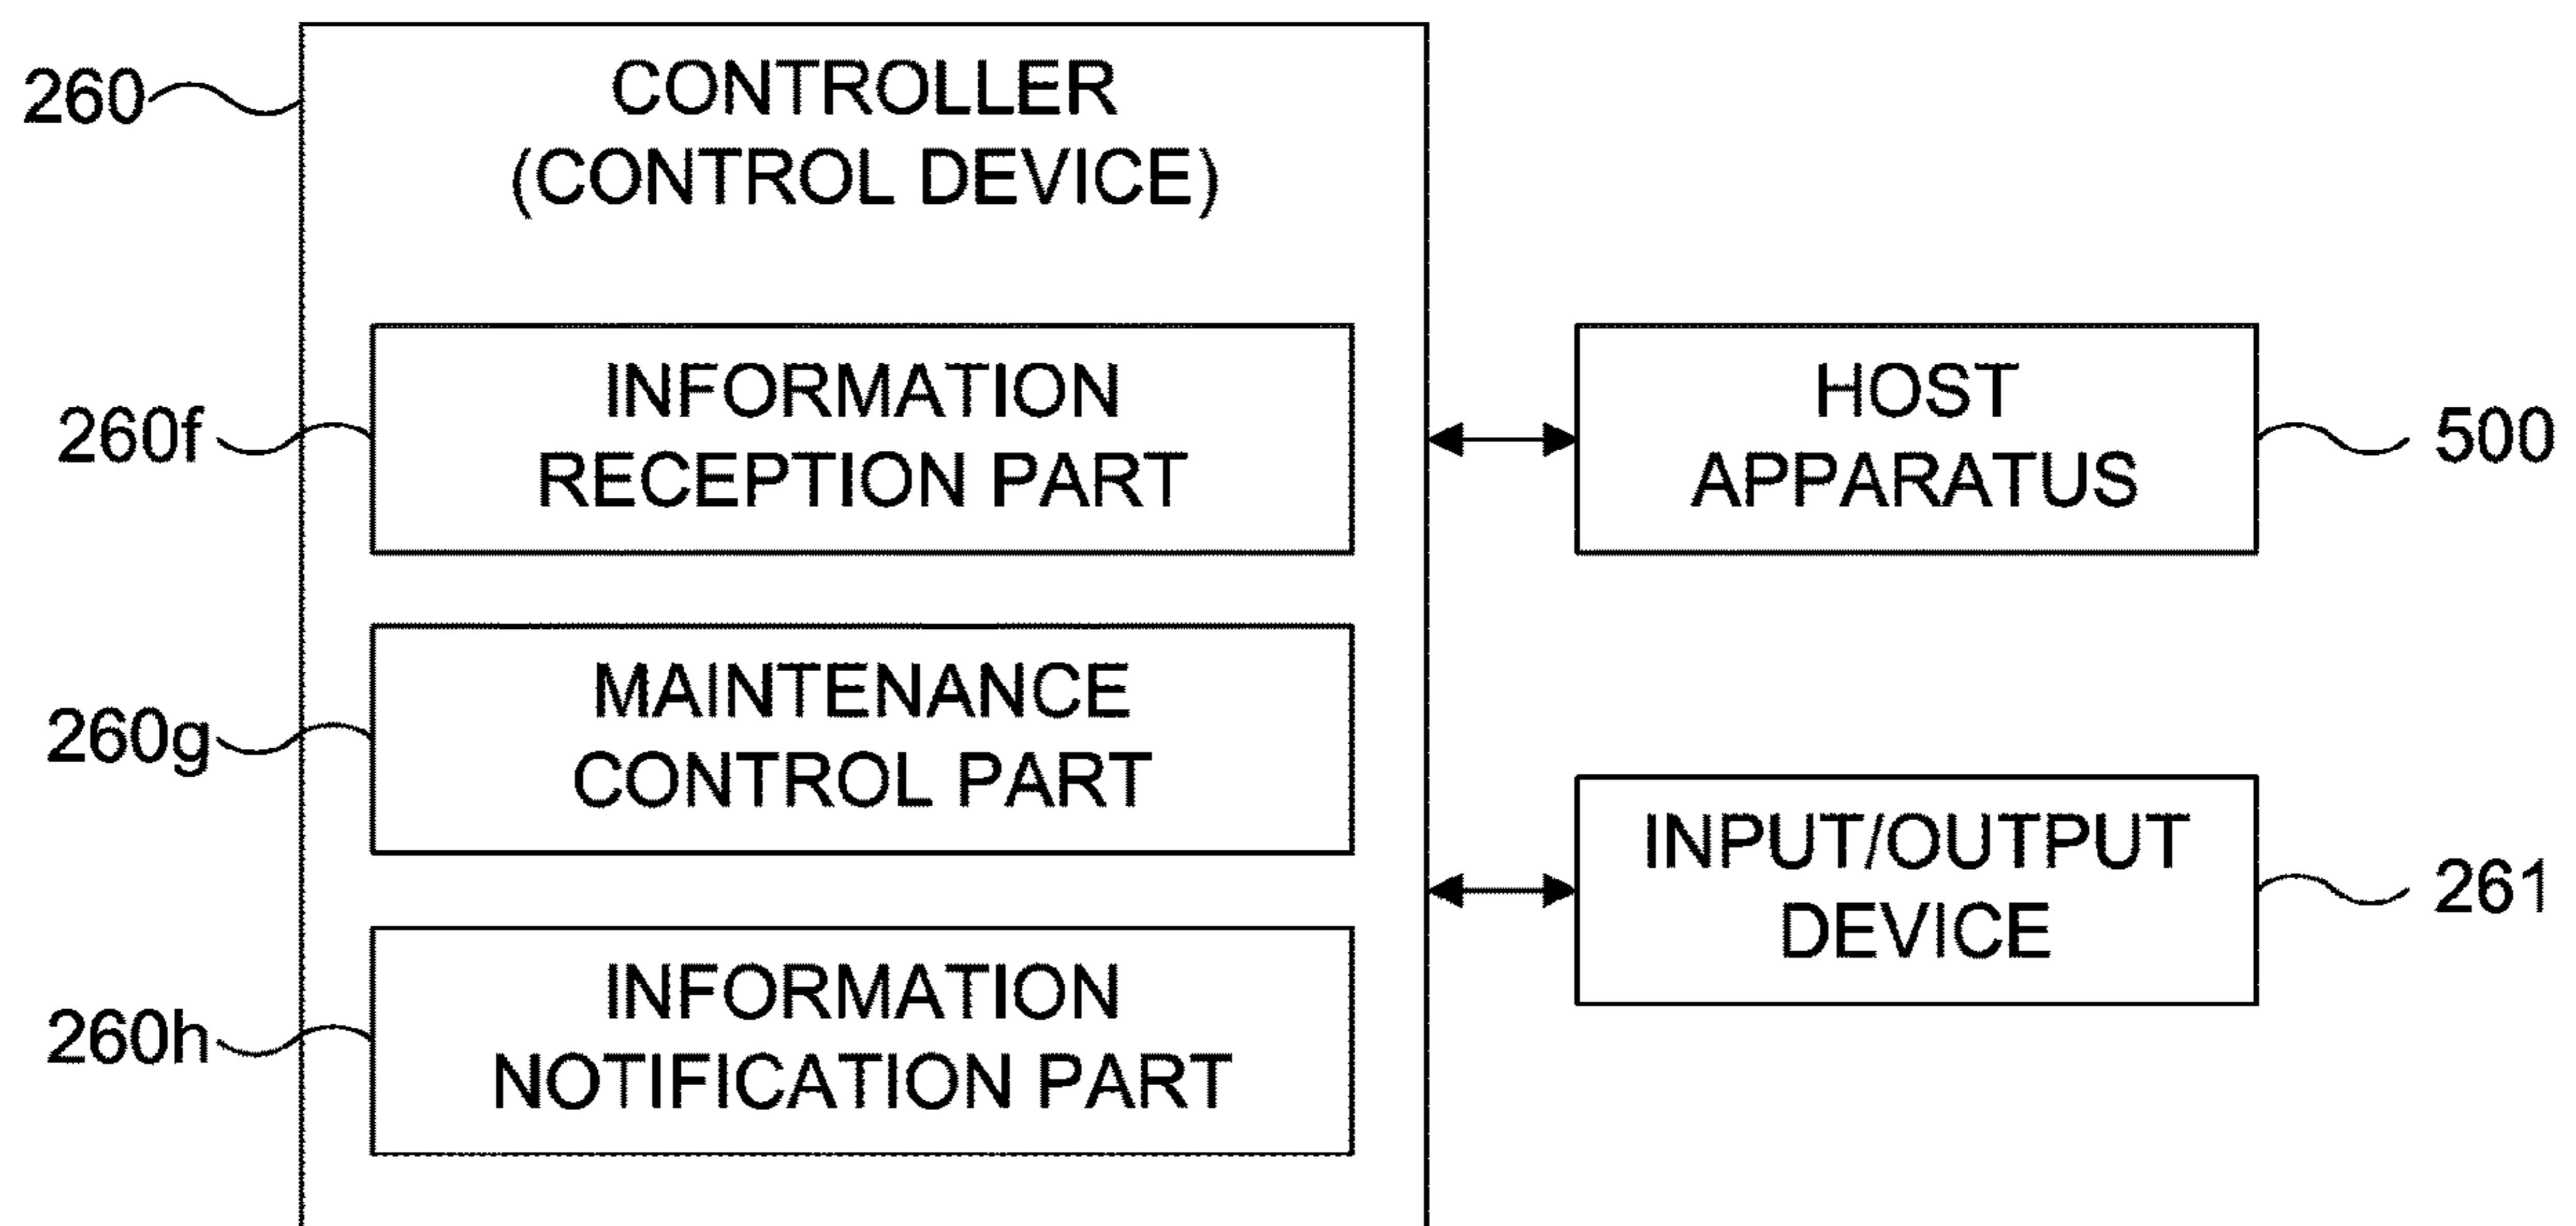 260
CONTROLLER
(CONTROL DEVICE)
260f
INFORMATION
RECEPTION PART
HOST
APPARATUS
500
260g
MAINTENANCE
CONTROL PART
INPUT/OUTPUT
DEVICE
261
260h
INFORMATION
NOTIFICATION PART